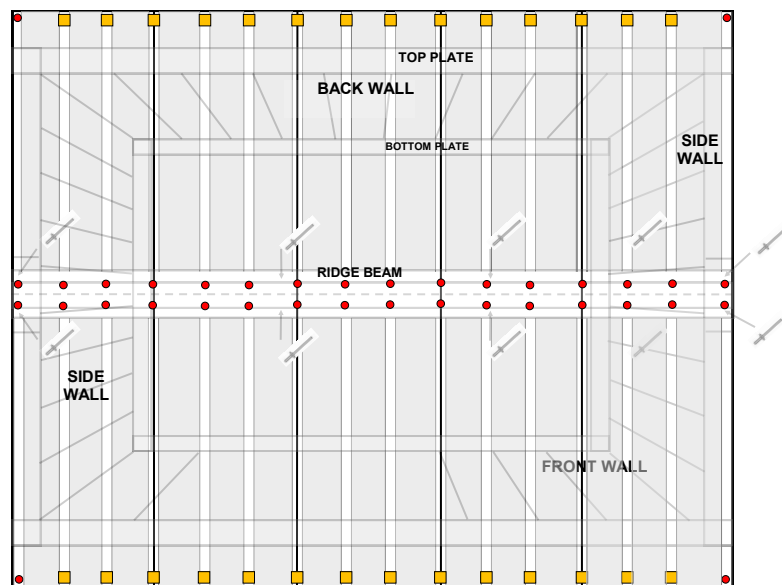 TOP PLATE
BACK WALL
SIDE
WALL
BOTTOM PLATE
RIDGE BEAM
SIDE
WALL
FRONT WALL